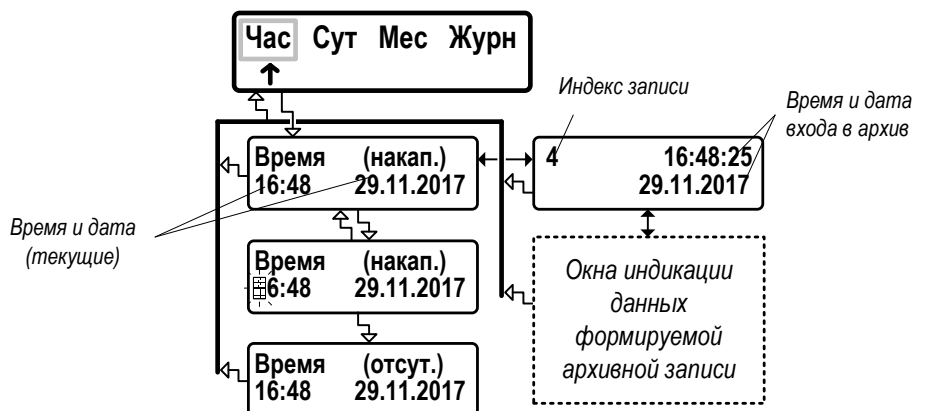 Час Сут Мес Журн
Индекс записи
Время и дата
входа в архив
Время (накап.)
16:48 29.11.2017
4 16:48:25
29.11.2017
Время и дата
(текущие)
Время (накап.)
6:48 29.11.2017
Окна индикации
данных
формируемой
архивной записи
Время (отсут.)
16:48 29.11.2017